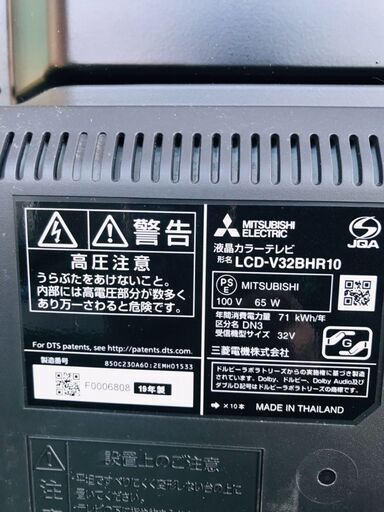 警告
高圧注意
うらぶたをあけないこと。
内部には高電圧部分が数多く
あり万一さわると危険です。
For DTS patents, see http://patents.dts.com.
製造番号
850C230A60:2EMH01533
F0006808 19年製
MITSUBISHI
ELECTRIC
JQA
液晶カラーテレビ
形名 LCD-V32BHR10
PS
E
MITSUBISHI
100 V 65 W
年間消費電力量 71 kWh/年
区分名 DN3
受信機型サイズ 32V
三菱電機株式会社
G
ドルビーラボラトリーズからの実施権に基づき製造
されています。Dolby、ドルビー、Dolby Audio及び
ダブルD記号はドルビーラボラトリーズの商標です。
×10本
MADE IN THAILAND
設置上のご注意